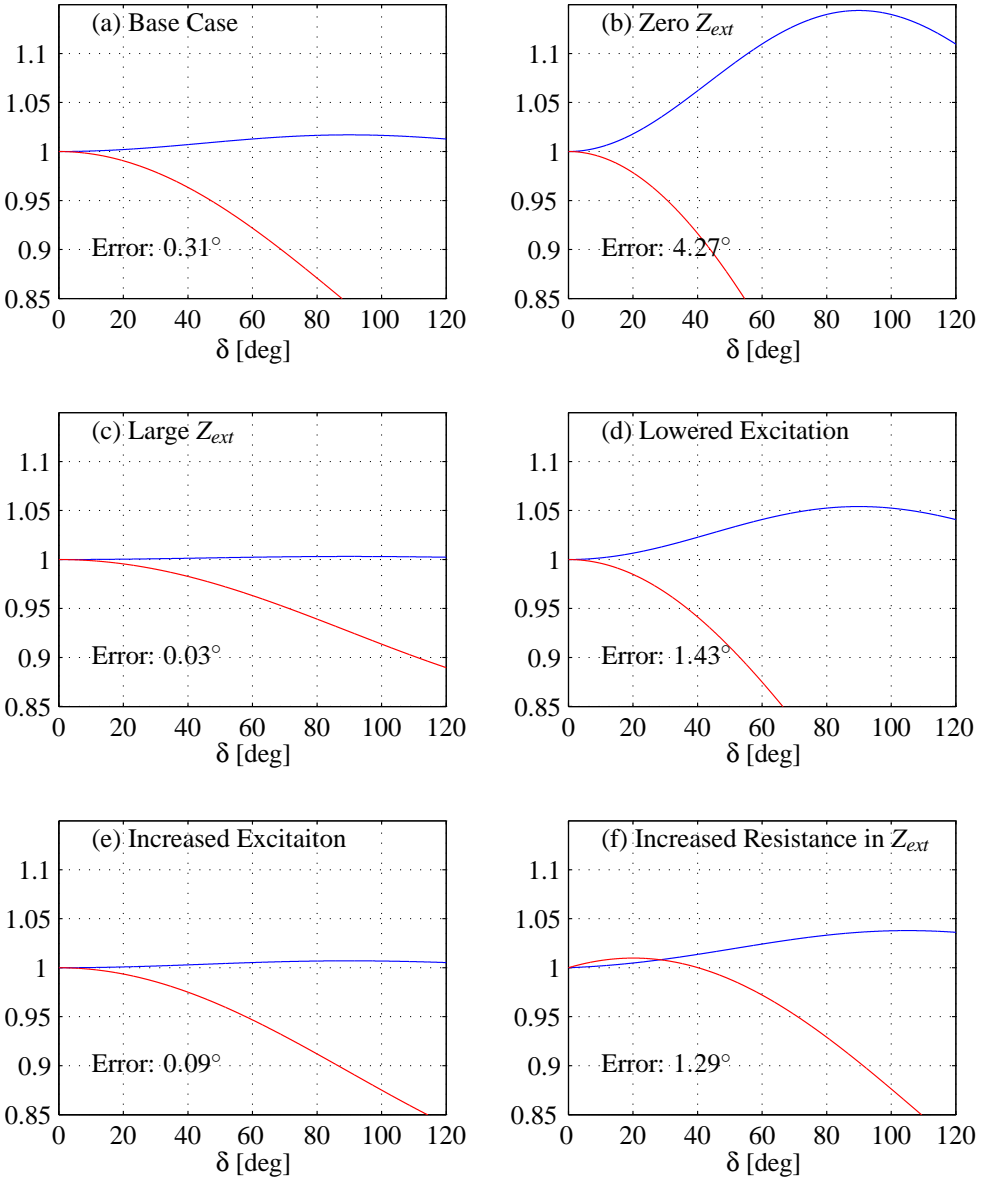 (a) Base Case
1.1
1.05
1
0.95
0.9
0.85
Error: 0.31°
0 20 40 60 80 100 120
δ [deg]
(b) Zero Z_ext
1.1
1.05
1
0.95
0.9
0.85
Error: 4.27°
0 20 40 60 80 100 120
δ [deg]
(c) Large Z_ext
1.1
1.05
1
0.95
0.9
0.85
Error: 0.03°
0 20 40 60 80 100 120
δ [deg]
(d) Lowered Excitation
1.1
1.05
1
0.95
0.9
0.85
Error: 1.43°
0 20 40 60 80 100 120
δ [deg]
(e) Increased Excitaiton
1.1
1.05
1
0.95
0.9
0.85
Error: 0.09°
0 20 40 60 80 100 120
δ [deg]
(f) Increased Resistance in Z_ext
1.1
1.05
1
0.95
0.9
0.85
Error: 1.29°
0 20 40 60 80 100 120
δ [deg]